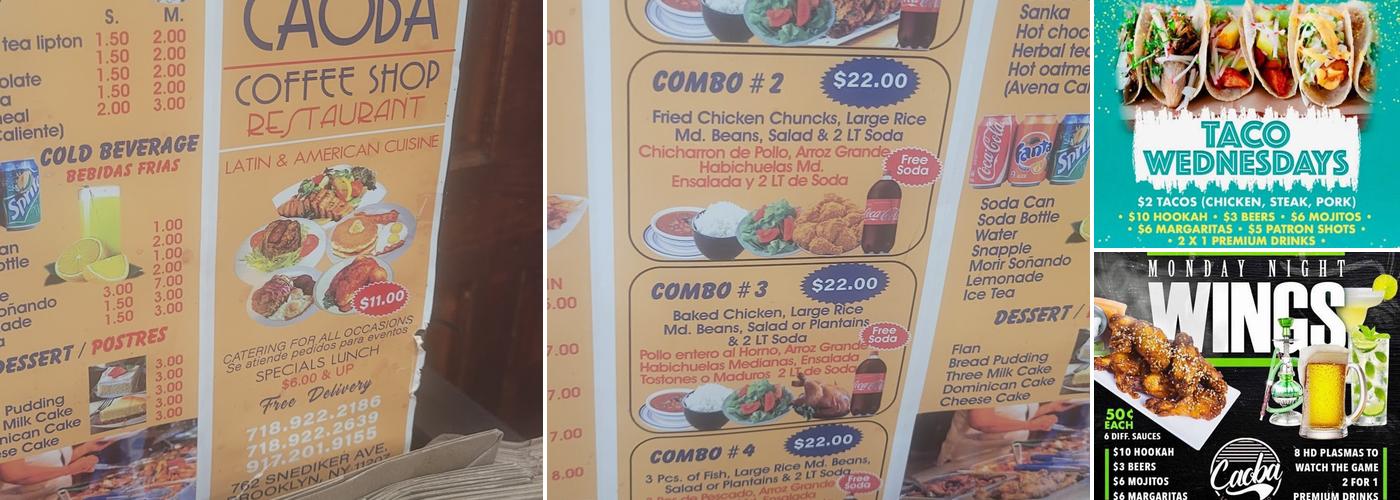 S. M.
tea lipton 1.50 2.00
1.50 2.00
olate 1.50 2.00
a 1.50 2.00
neal 2.00 3.00
Caliente)
COLD BEVERAGE
BEBIDAS FRIAS
Sprite
1.00
2.00
an 1.00
ottle 2.00
7.00
e 3.00
ñando 3.00 1.50
ade 1.50 3.00
DESSERT / POSTRES
3.00
3.00
Pudding 3.00
Milk Cake 3.00
nican Cake 3.00
se Cake
CAOBA
COFFEE SHOP
RESTAURANT
LATIN & AMERICAN CUISINE
$11.00
CATERING FOR ALL OCCASIONS
Se atiende pedidos para eventos
SPECIALS LUNCH
$6.00 & UP
Free Delivery
718.922.2186
718.922.2639
917.201.9155
762 SNEDIKER AVE.
BROOKLYN, NY 11207
COMBO # 2 $22.00
Fried Chicken Chuncks, Large Rice
Md. Beans, Salad & 2 LT Soda
Chicharron de Pollo, Arroz Grande
Habichuelas Md.
Ensalada y 2 LT de Soda
Free
Soda
Coca-Cola
COMBO # 3 $22.00
Baked Chicken, Large Rice
Md. Beans, Salad or Plantains
& 2 LT Soda
Pollo entero al Horno, Arroz Grande
Habichuelas Medianas, Ensalada
Tostones o Maduros 2 LT de Soda
Free
Soda
COMBO # 4 $22.00
3 Pcs. of Fish, Large Rice Md. Beans,
Salad or Plantains & 2 LT Soda
Free
Soda
00
IN
5.00
7.00
7.00
7.00
8.00
Sanka
Hot choc
Herbal tea
Hot oatme
(Avena Cal
Coca-Cola
Fanta
Sprite
Soda Can
Soda Bottle
Water
Snapple
Morir Soñando
Lemonade
Ice Tea
DESSERT /
Flan
Bread Pudding
Three Milk Cake
Dominican Cake
Cheese Cake
TACO
WEDNESDAYS
$2 TACOS (CHICKEN, STEAK, PORK)
• $10 HOOKAH • $3 BEERS • $6 MOJITOS •
• $6 MARGARITAS • $5 PATRON SHOTS •
• 2 X 1 PREMIUM DRINKS •
MONDAY NIGHT
WINGS
50¢
EACH
6 DIFF. SAUCES
$10 HOOKAH
$3 BEERS
$6 MOJITOS
$6 MARGARITAS
Caoba
8 HD PLASMAS TO
WATCH THE GAME
2 FOR 1
PREMIUM DRINKS